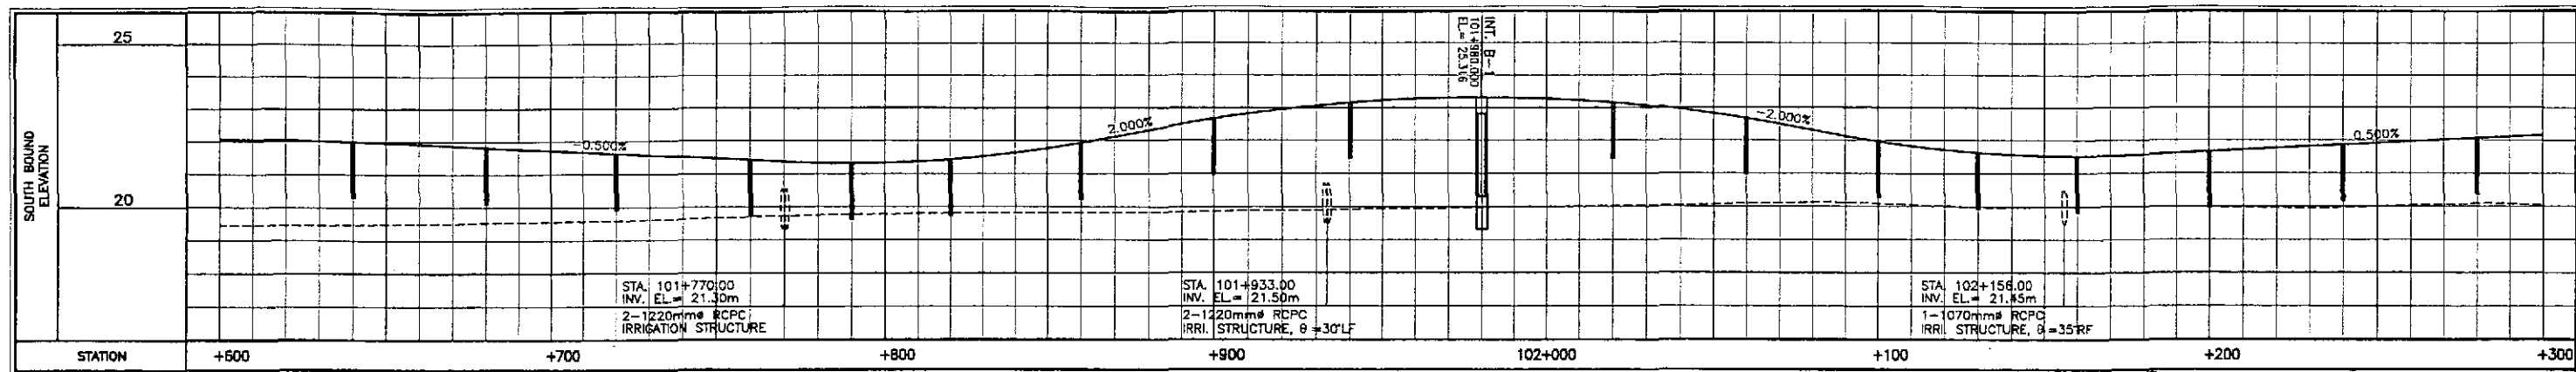 25
20
SOUTH BOUND
ELEVATION
-0.500%
2.000%
INT. B-1
101+980.000
EL.= 25.316
-2.000%
0.500%
STA. 101+770.00
INV. EL.= 21.30m
2-1220mmø RCPC
IRRIGATION STRUCTURE
STA. 101+933.00
INV. EL.= 21.50m
2-1220mmø RCPC
IRRI. STRUCTURE, θ =30°LF
STA. 102+156.00
INV. EL.= 21.45m
1-1070mmø RCPC
IRRI. STRUCTURE, θ =35°RF
STATION +600 +700 +800 +900 102+000 +100 +200 +300